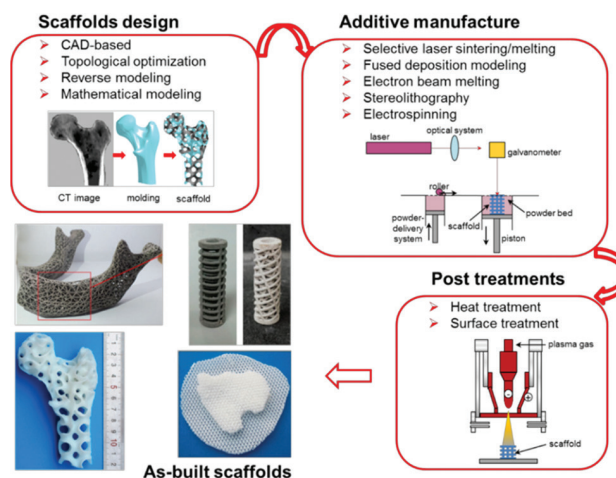 Scaffolds design
CAD-based
Topological optimization
Reverse modeling
Mathematical modeling
CT image
molding
scaffold
Additive manufacture
Selective laser sintering/melting
Fused deposition modeling
Electron beam melting
Stereolithography
Electrospinning
laser
optical system
galvanometer
roller
powder-
delivery
system
scaffold
powder bed
piston
Post treatments
Heat treatment
Surface treatment
plasma gas
scaffold
As-built scaffolds